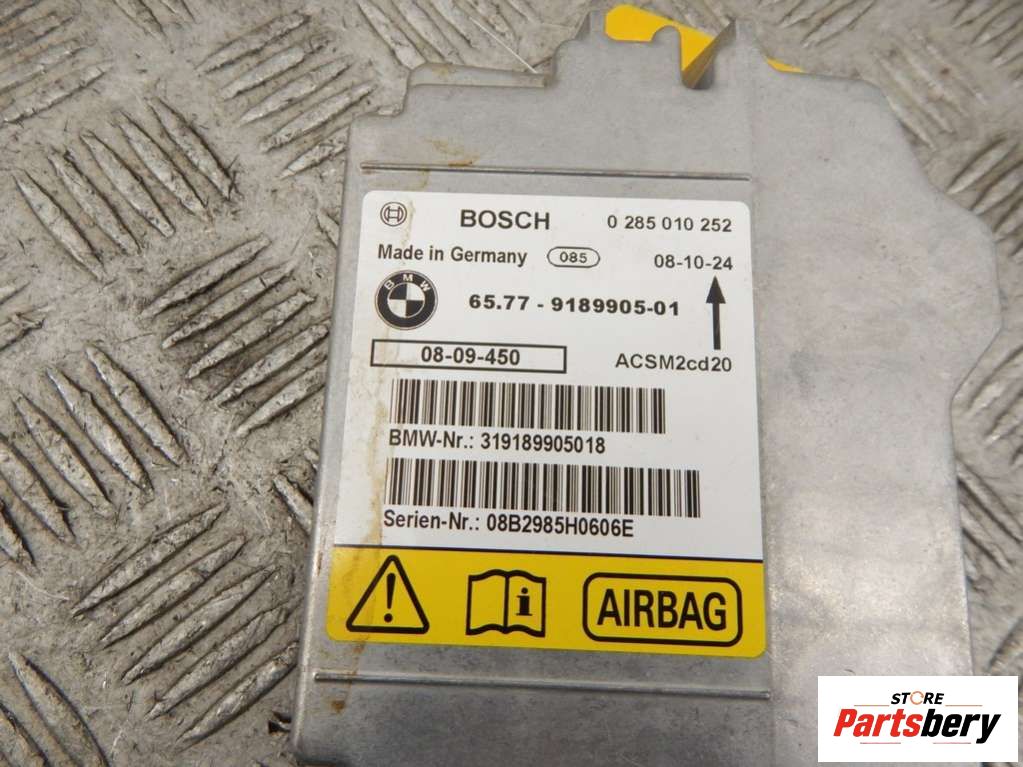 BOSCH 0 285 010 252
Made in Germany 085 08-10-24
BMW
65.77 - 9189905-01
08-09-450 ACSM2cd20
BMW-Nr.: 319189905018
Serien-Nr.: 08B2985H0606E
! i AIRBAG
STORE
Partsbery